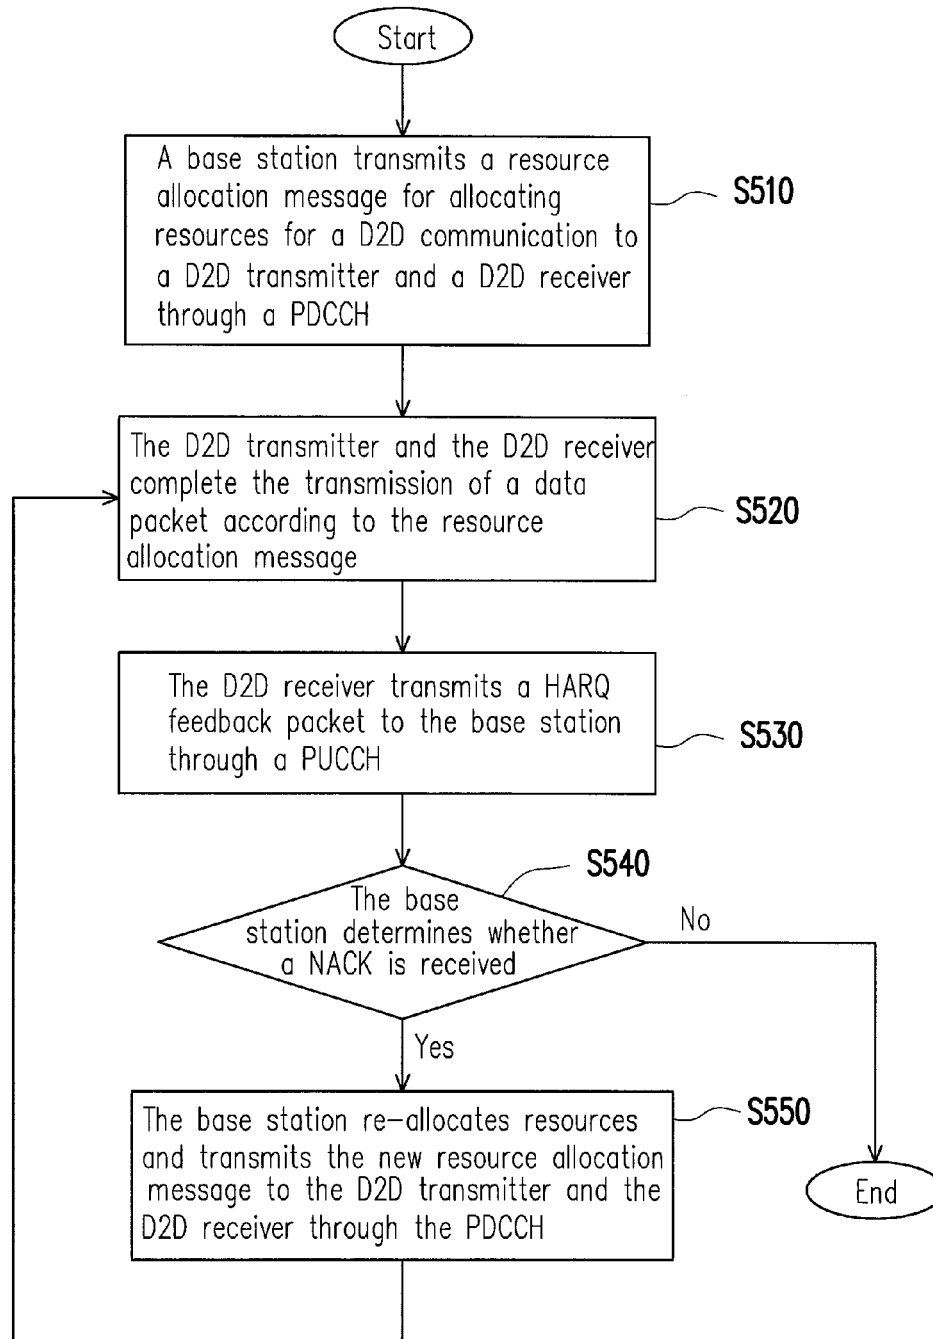 Start
A base station transmits a resource
allocation message for allocating
resources for a D2D communication to
a D2D transmitter and a D2D receiver
through a PDCCH
S510
The D2D transmitter and the D2D receiver
complete the transmission of a data
packet according to the resource
allocation message
S520
The D2D receiver transmits a HARQ
feedback packet to the base station
through a PUCCH
S530
S540
The base
station determines whether
a NACK is received
No
Yes
The base station re-allocates resources
and transmits the new resource allocation
message to the D2D transmitter and the
D2D receiver through the PDCCH
S550
End